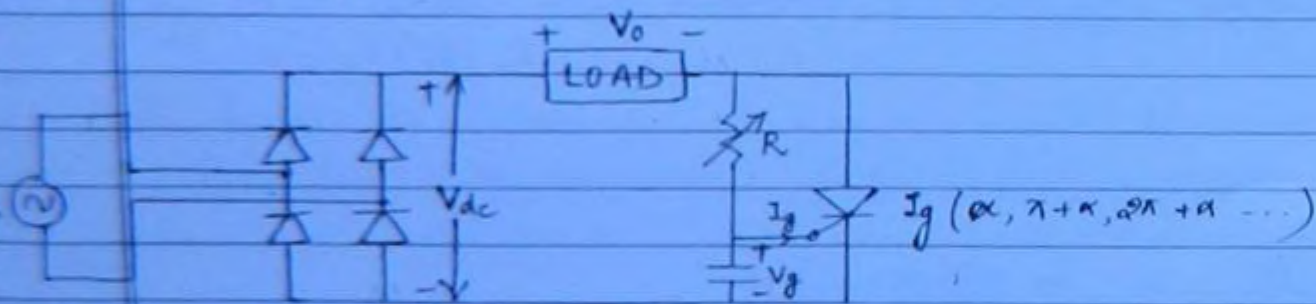 + V₀ -
LOAD
+
R
V_dc
I_g
I_g (α, π+α, 2π+α ...)
+
V_g
-
-